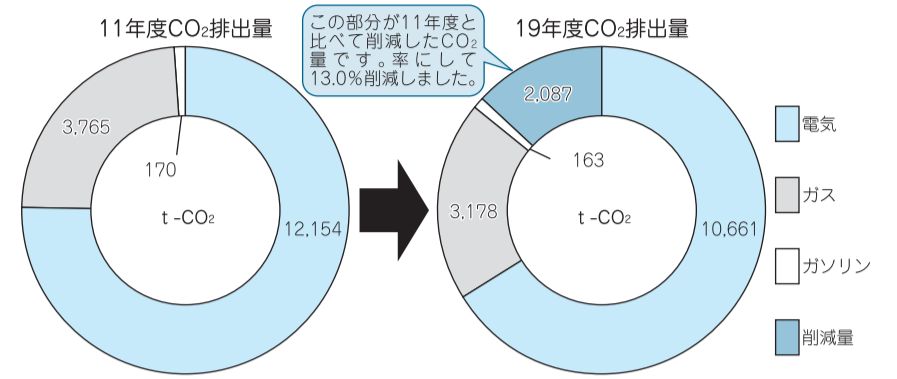 11年度CO₂排出量
3,765
170
t -CO₂
12,154
この部分が11年度と
比べて削減したCO₂
量です。率にして
13.0%削減しました。
19年度CO₂排出量
2,087
163
3,178
t -CO₂
10,661
電気
ガス
ガソリン
削減量